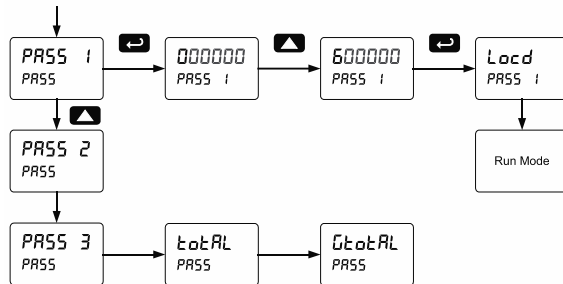 PASS 1
PASS
000000
PASS 1
600000
PASS 1
Locd
PASS 1
PASS 2
PASS
Run Mode
PASS 3
PASS
totAL
PASS
GtotAL
PASS